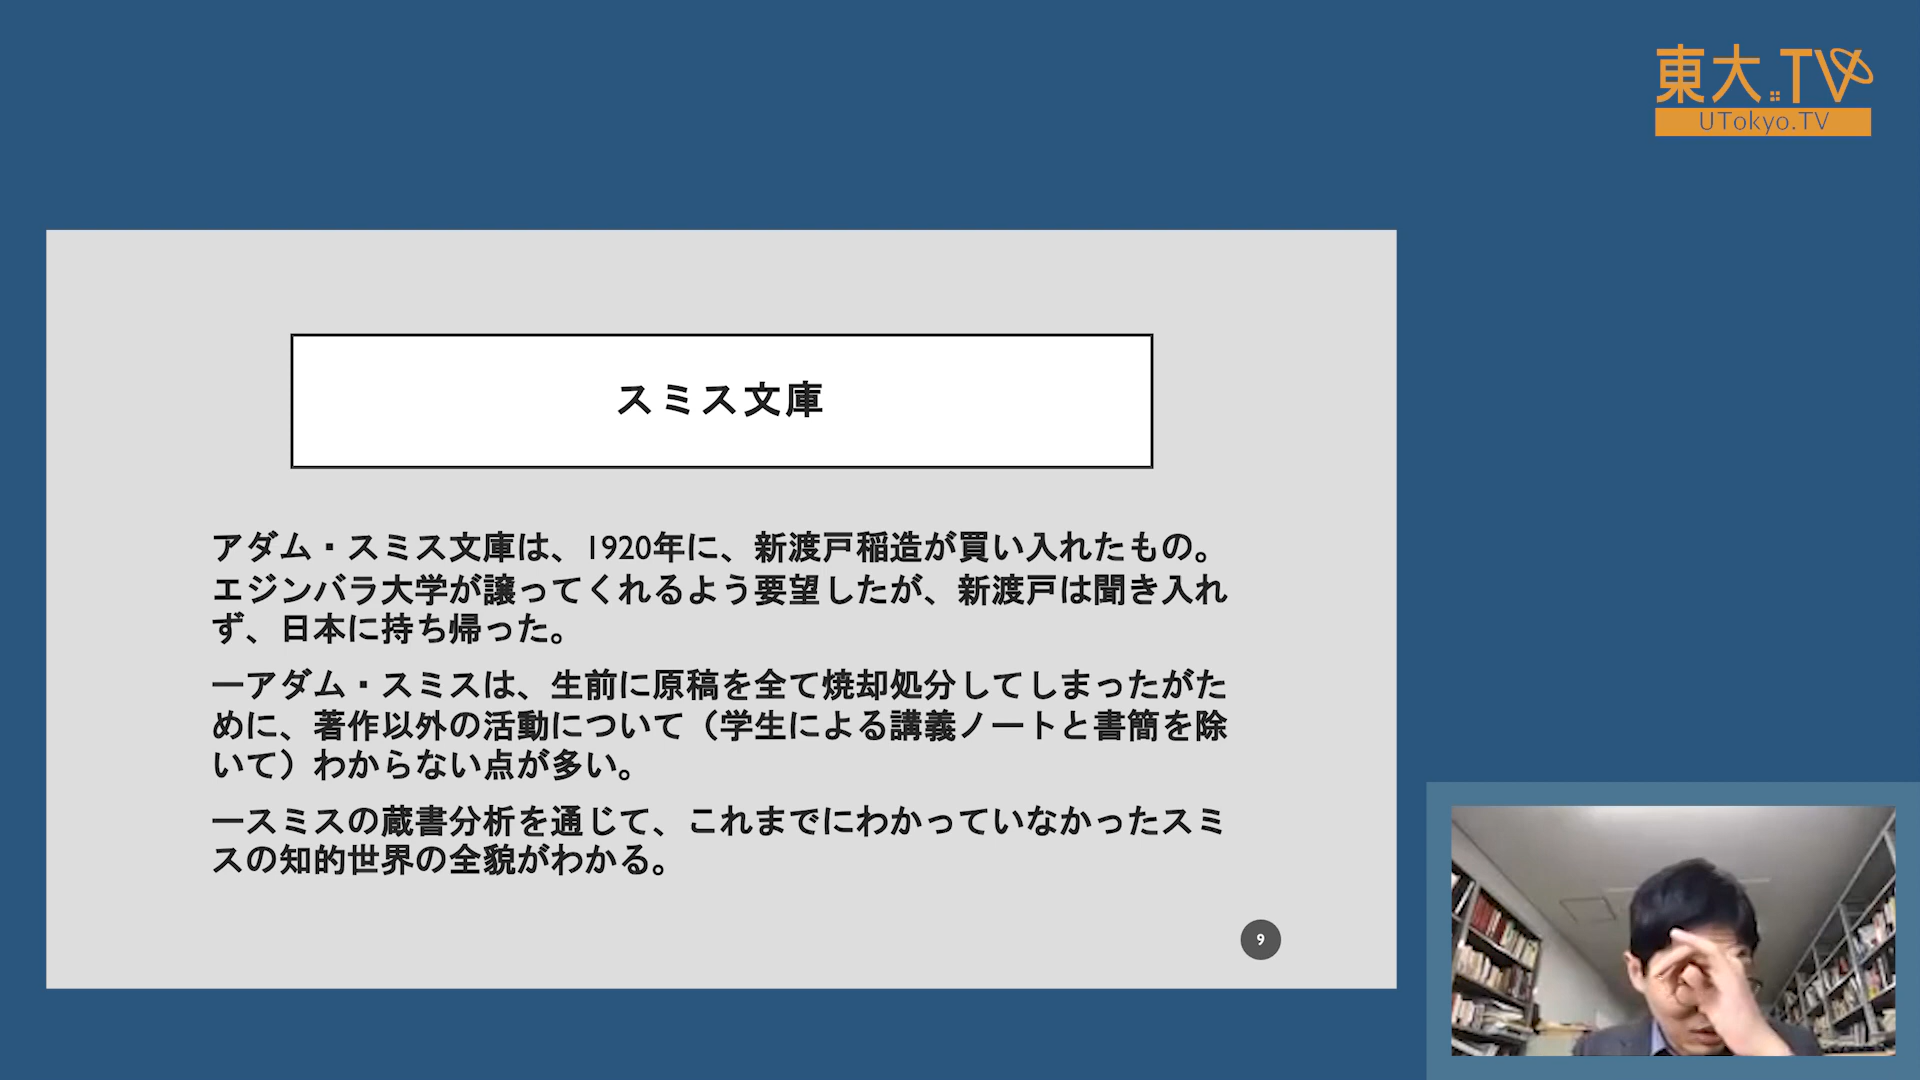 東大TV
UTokyo.TV
スミス文庫
アダム・スミス文庫は、1920年に、新渡戸稲造が買い入れたもの。
エジンバラ大学が譲ってくれるよう要望したが、新渡戸は聞き入れ
ず、日本に持ち帰った。
―アダム・スミスは、生前に原稿を全て焼却処分してしまったがた
めに、著作以外の活動について（学生による講義ノートと書簡を除
いて）わからない点が多い。
―スミスの蔵書分析を通じて、これまでにわかっていなかったスミ
スの知的世界の全貌がわかる。
9